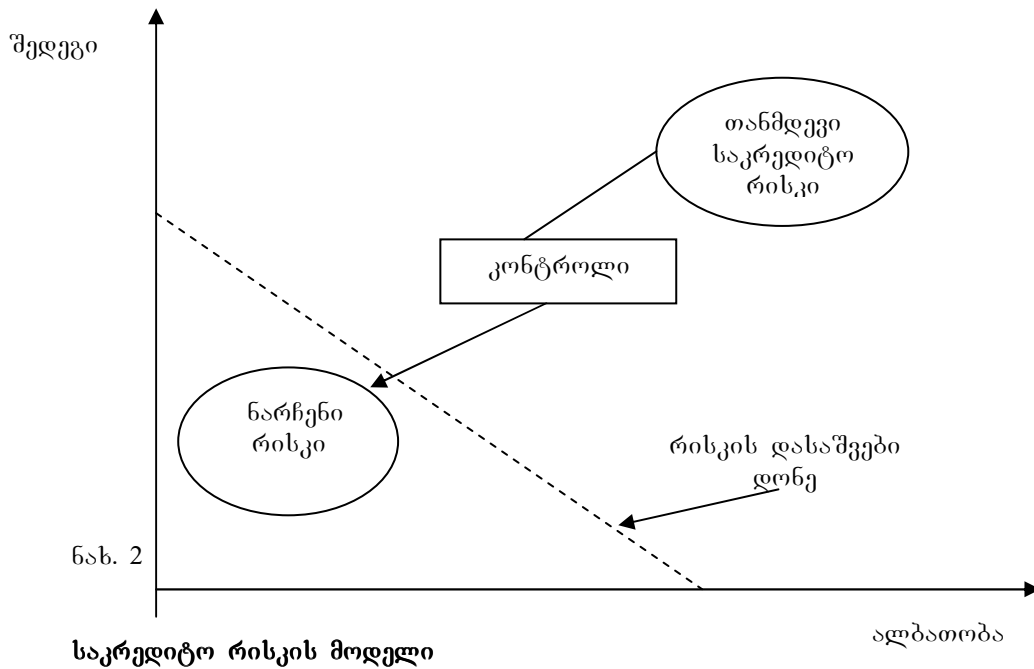 შედეგი
თანმდევი
საკრედიტო
რისკი
კონტროლი
ნარჩენი
რისკი
რისკის დასაშვები
დონე
ნახ. 2
ალბათობა
საკრედიტო რისკის მოდელი